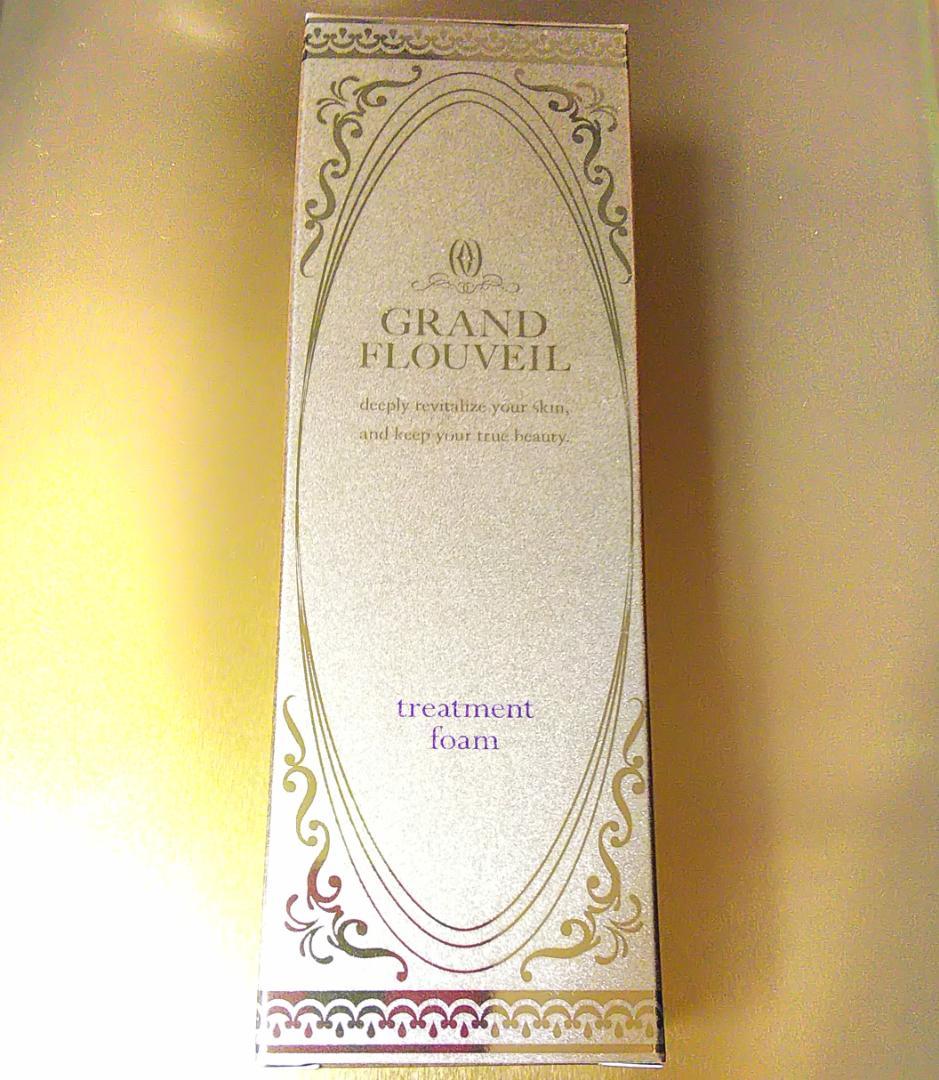 GRAND
FLOUVEIL
deeply revitalize your skin,
and keep your true beauty.
treatment
foam